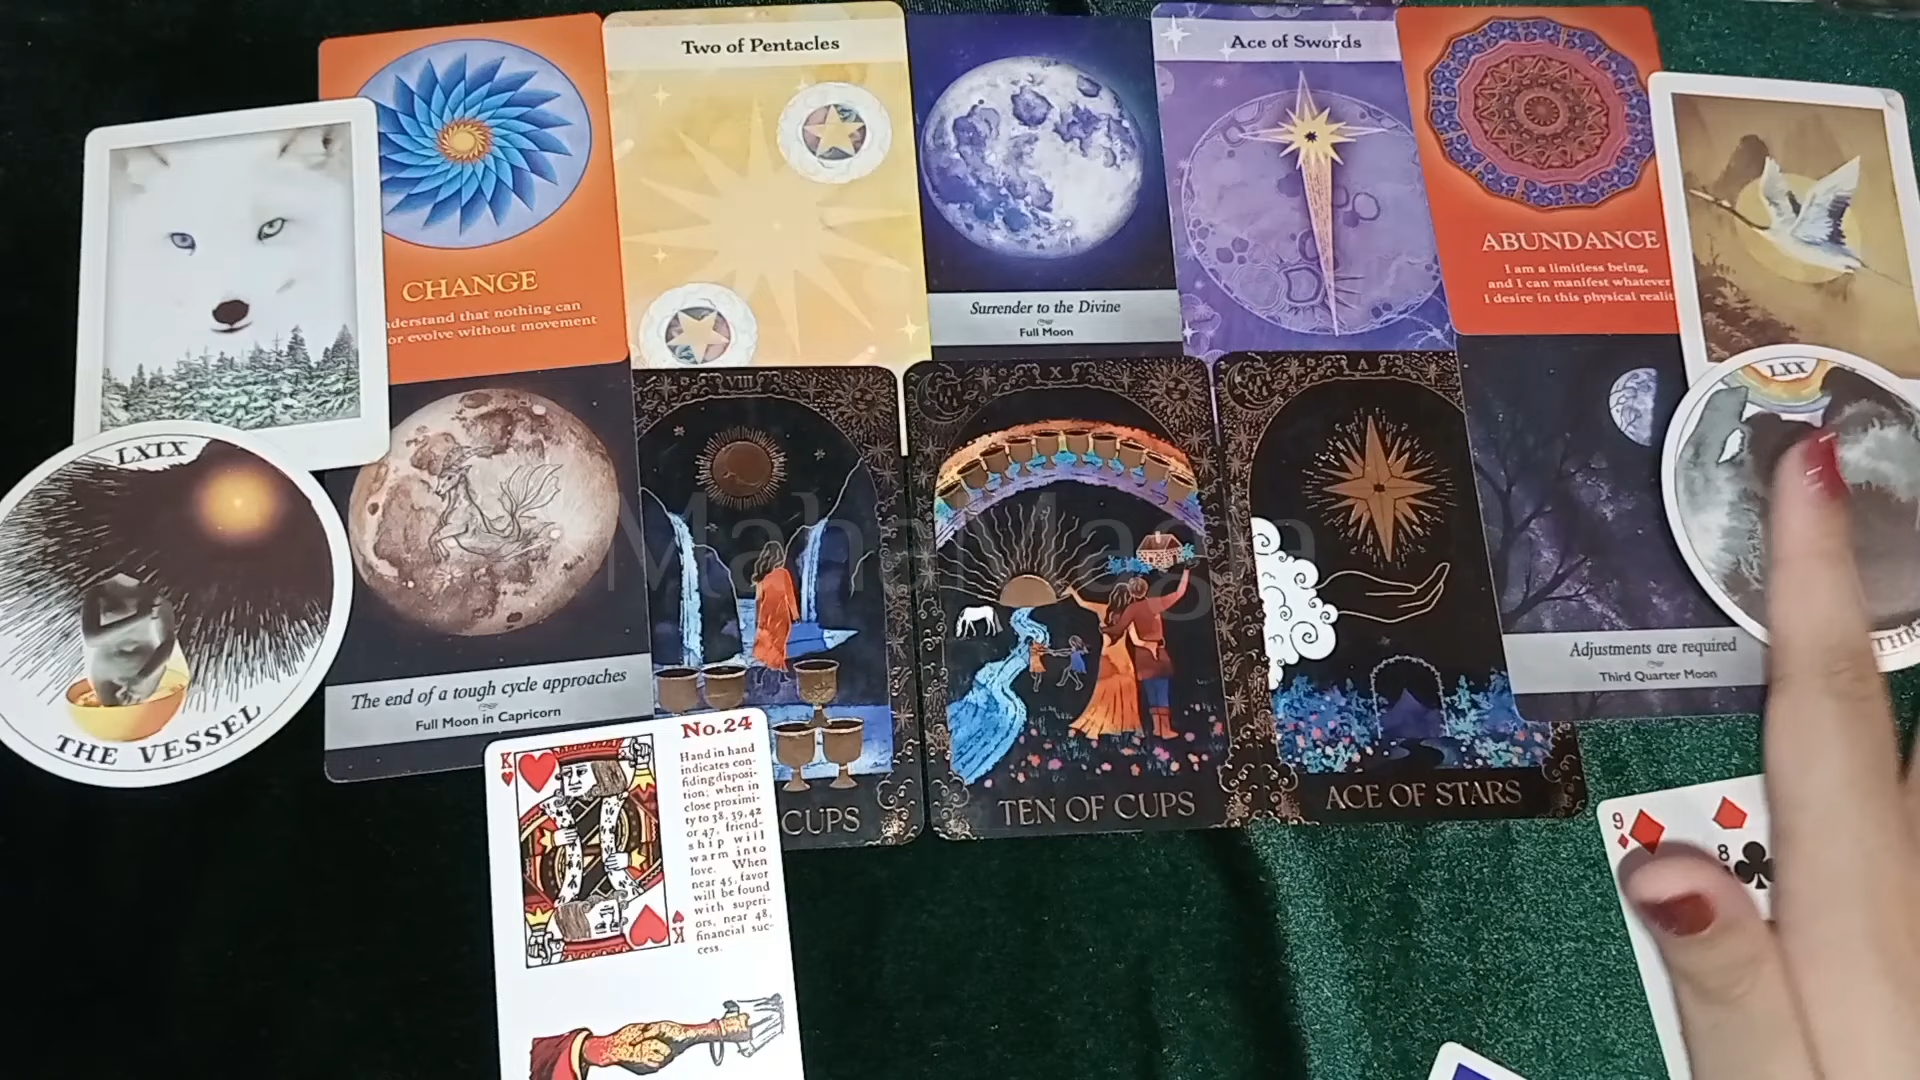 Two of Pentacles
Ace of Swords
CHANGE
nderstand that nothing can
or evolve without movement
Surrender to the Divine
Full Moon
ABUNDANCE
I am a limitless being,
and I can manifest whatever
I desire in this physical realit
LXIX
THE VESSEL
The end of a tough cycle approaches
Full Moon in Capricorn
VIII
CUPS
X
TEN OF CUPS
A
ACE OF STARS
Adjustments are required
Third Quarter Moon
LXX
THR
MahaMagia
No.24
K
Hand in hand
indicates con-
fiding disposi-
tion; when in
close proximi-
ty to 38, 39, 42
or 47, friend-
ship will
warm into
love. When
near 45, favor
will be found
with superi-
ors, near 48,
financial suc-
cess.
K
9
8